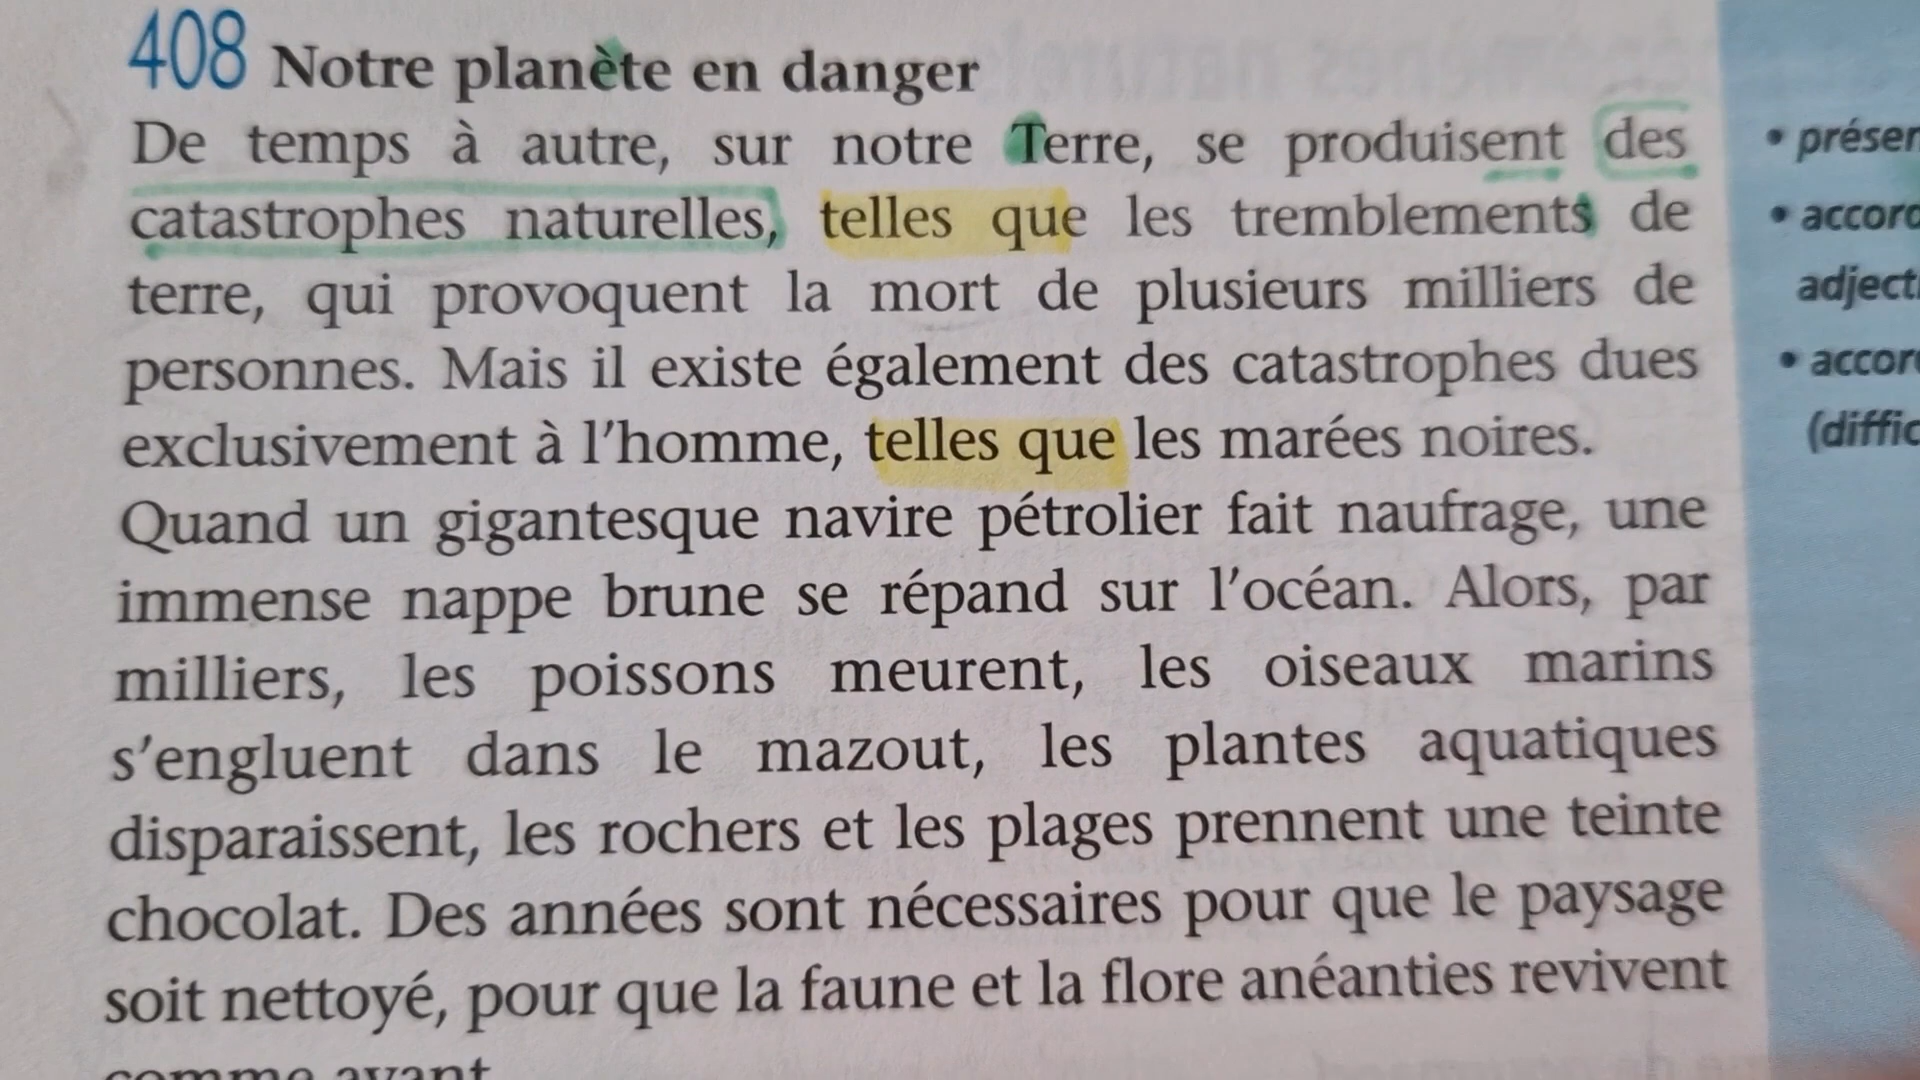 408 Notre planète en danger
De temps à autre, sur notre Terre, se produisent des
catastrophes naturelles, telles que les tremblements de
terre, qui provoquent la mort de plusieurs milliers de
personnes. Mais il existe également des catastrophes dues
exclusivement à l'homme, telles que les marées noires.
Quand un gigantesque navire pétrolier fait naufrage, une
immense nappe brune se répand sur l'océan. Alors, par
milliers, les poissons meurent, les oiseaux marins
s'engluent dans le mazout, les plantes aquatiques
disparaissent, les rochers et les plages prennent une teinte
chocolat. Des années sont nécessaires pour que le paysage
soit nettoyé, pour que la faune et la flore anéanties revivent
comme avant